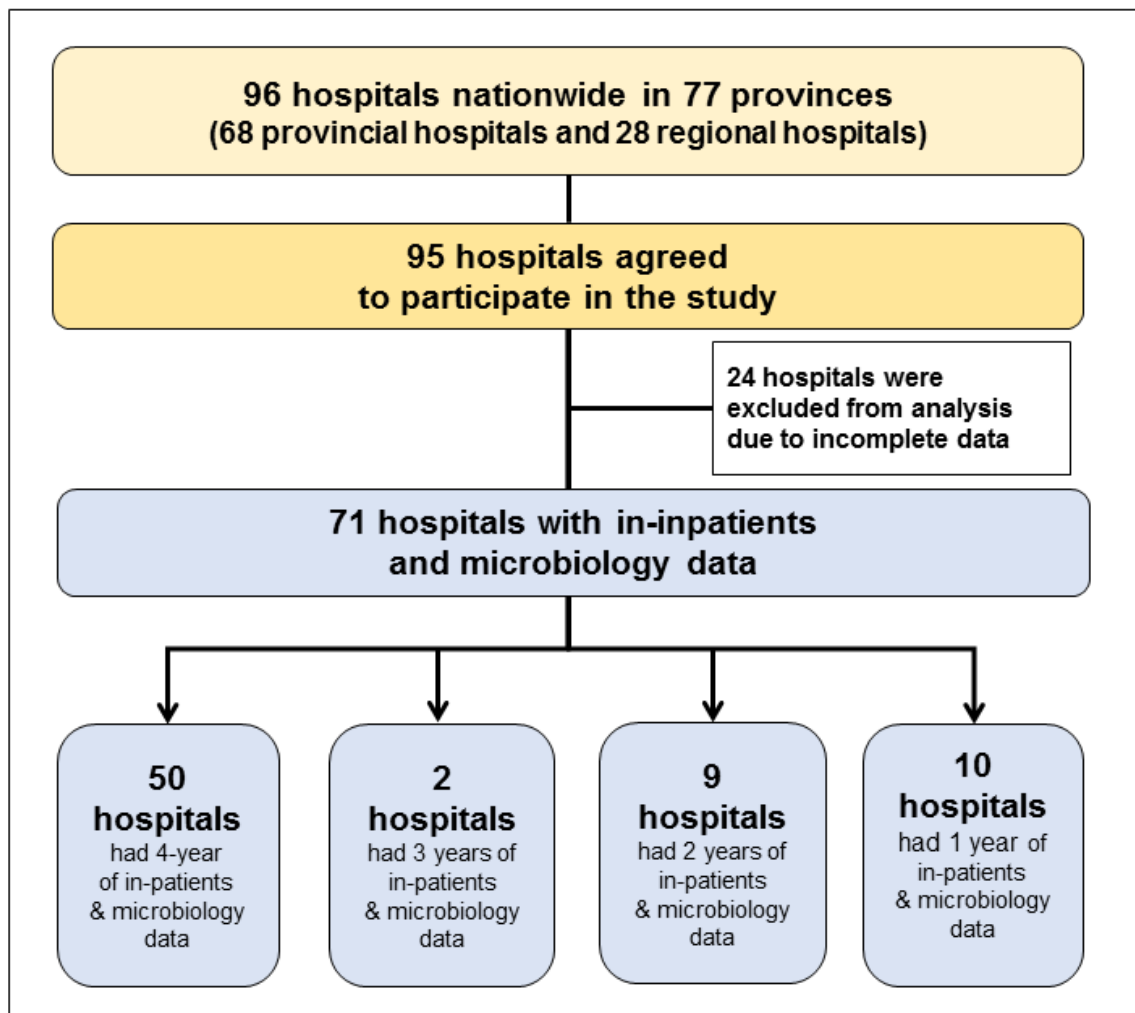 96 hospitals nationwide in 77 provinces
(68 provincial hospitals and 28 regional hospitals)
95 hospitals agreed
to participate in the study
24 hospitals were
excluded from analysis
due to incomplete data
71 hospitals with in-inpatients
and microbiology data
50
hospitals
had 4-year
of in-patients
& microbiology
data
2
hospitals
had 3 years of
in-patients
& microbiology
data
9
hospitals
had 2 years of
in-patients
& microbiology
data
10
hospitals
had 1 year of
in-patients
& microbiology
data